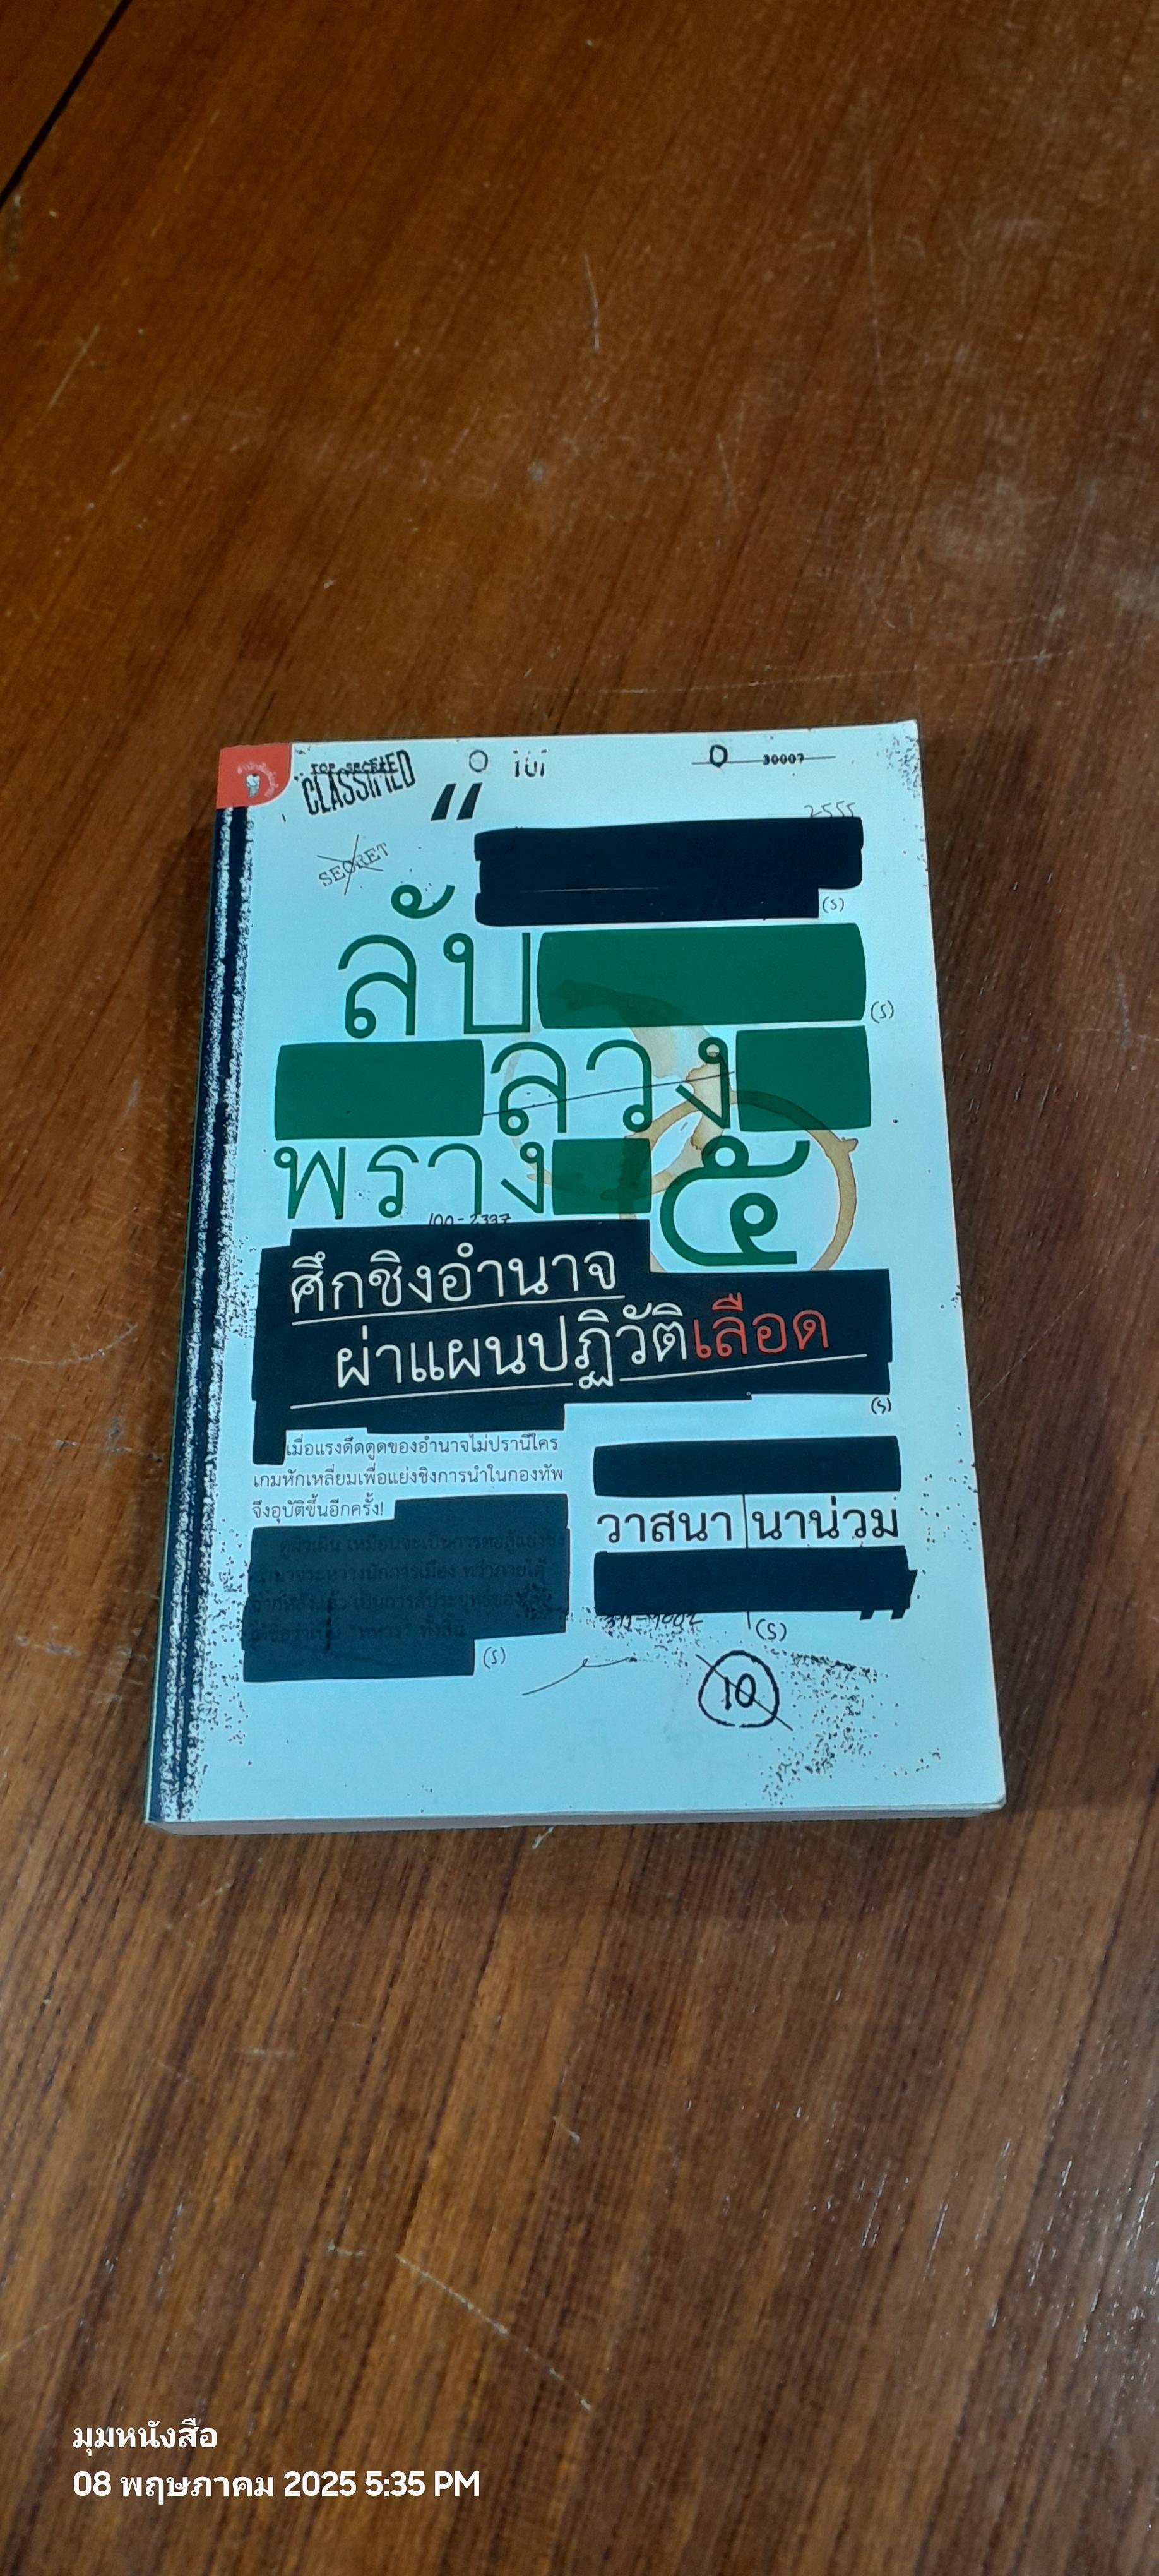 TOP SECRET
CLASSIFIED
30007
2555
SECRET
(S)
ลับ
(S)
ลวง
พราง ๕
100-2397
ศึกชิงอำนาจ
ผ่าแผนปฏิวัติเลือด
(S)
เมื่อแรงดึงดูดของอำนาจไม่ปรานีใคร
เกมหักเหลี่ยมเพื่อแย่งชิงการนำในกองทัพ
จึงอุบัติขึ้นอีกครั้ง!
วาสนา นาน่วม
(S)
(S)
10
มุมหนังสือ
08 พฤษภาคม 2025 5:35 PM